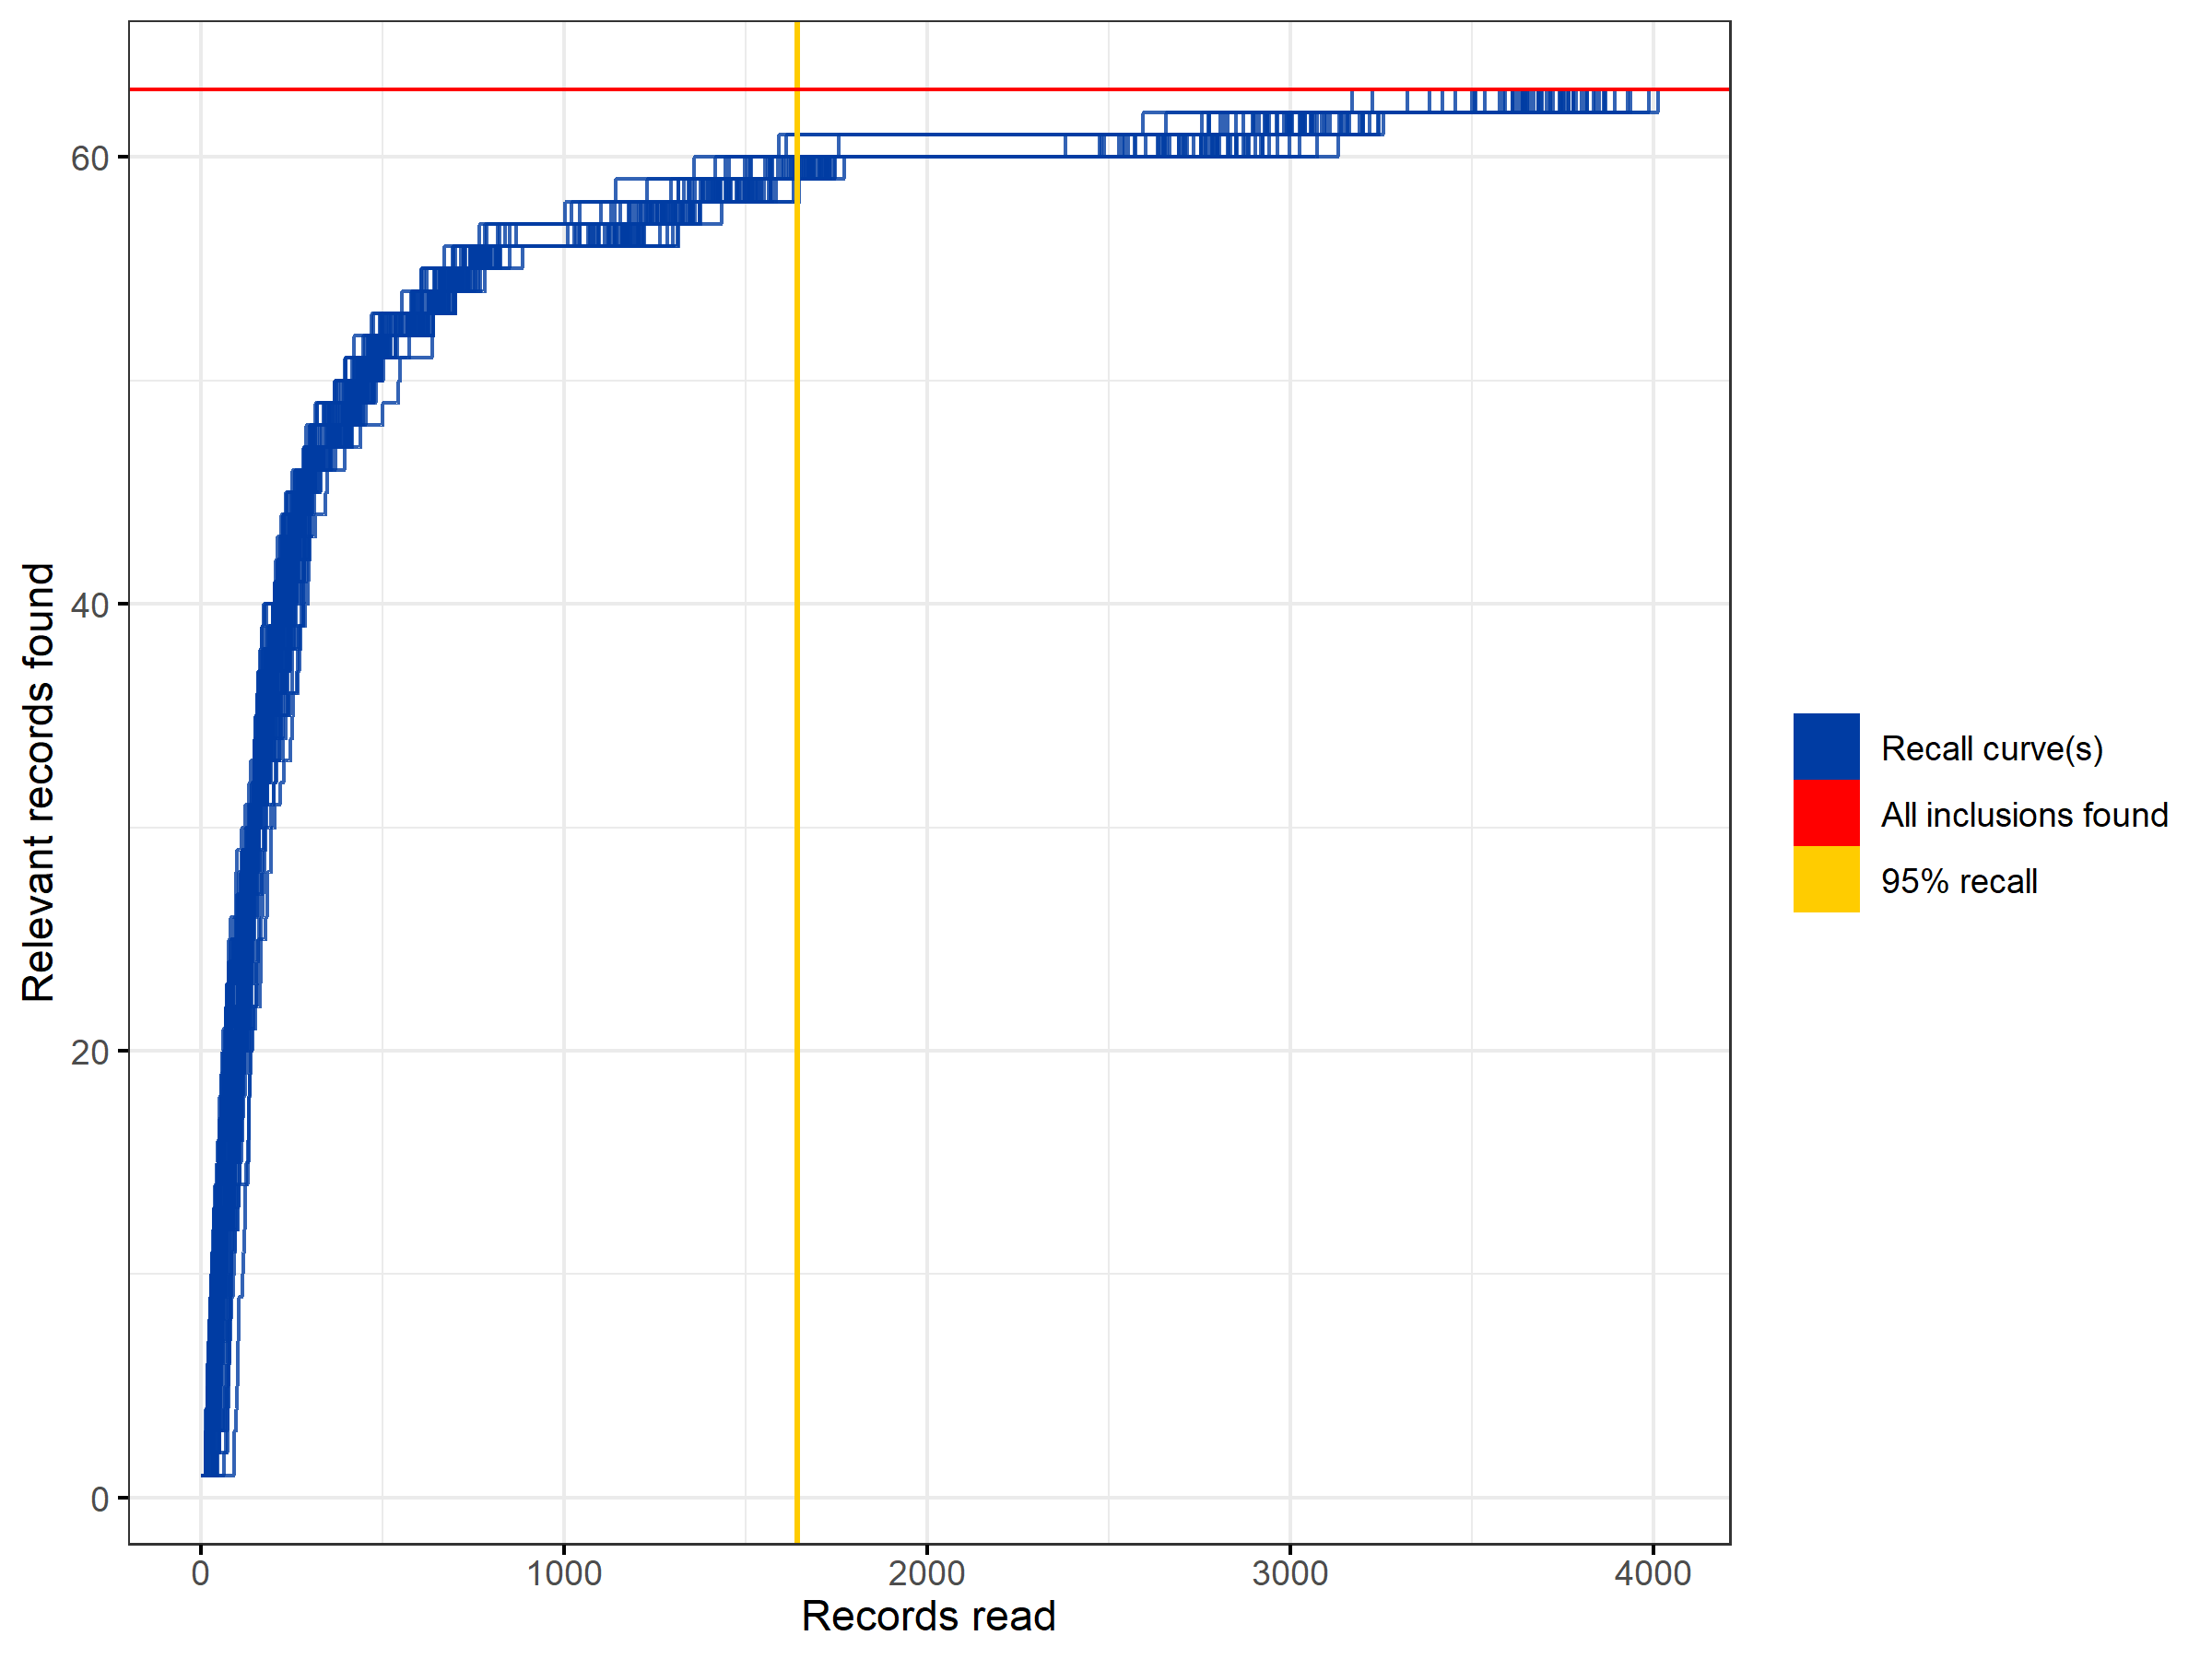 Relevant records found
60
40
20
0
0 1000 2000 3000 4000
Records read
Recall curve(s)
All inclusions found
95% recall